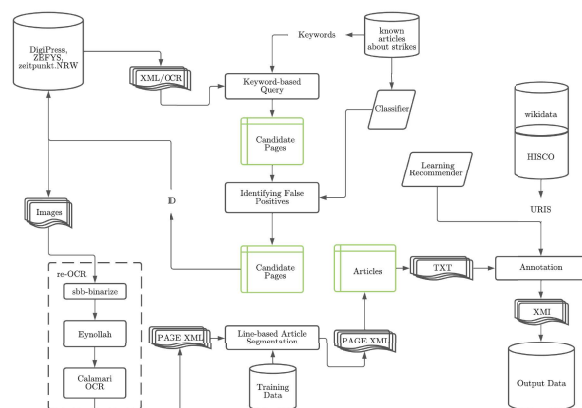 DigiPress,
ZEFYS,
zeitpunkt.NRW
XML/OCR
Keywords
known
articles
about strikes
Keyword-based
Query
Classifier
Candidate
Pages
wikidata
HISCO
Learning
Recommender
Identifying False
Positives
Images
ID
URIS
re-OCR
Candidate
Pages
Articles
TXT
Annotation
sbb-binarize
XMI
Eynollah
PAGE XML
Line-based Article
Segmentation
PAGE XML
Calamari
OCR
Training
Data
Output Data